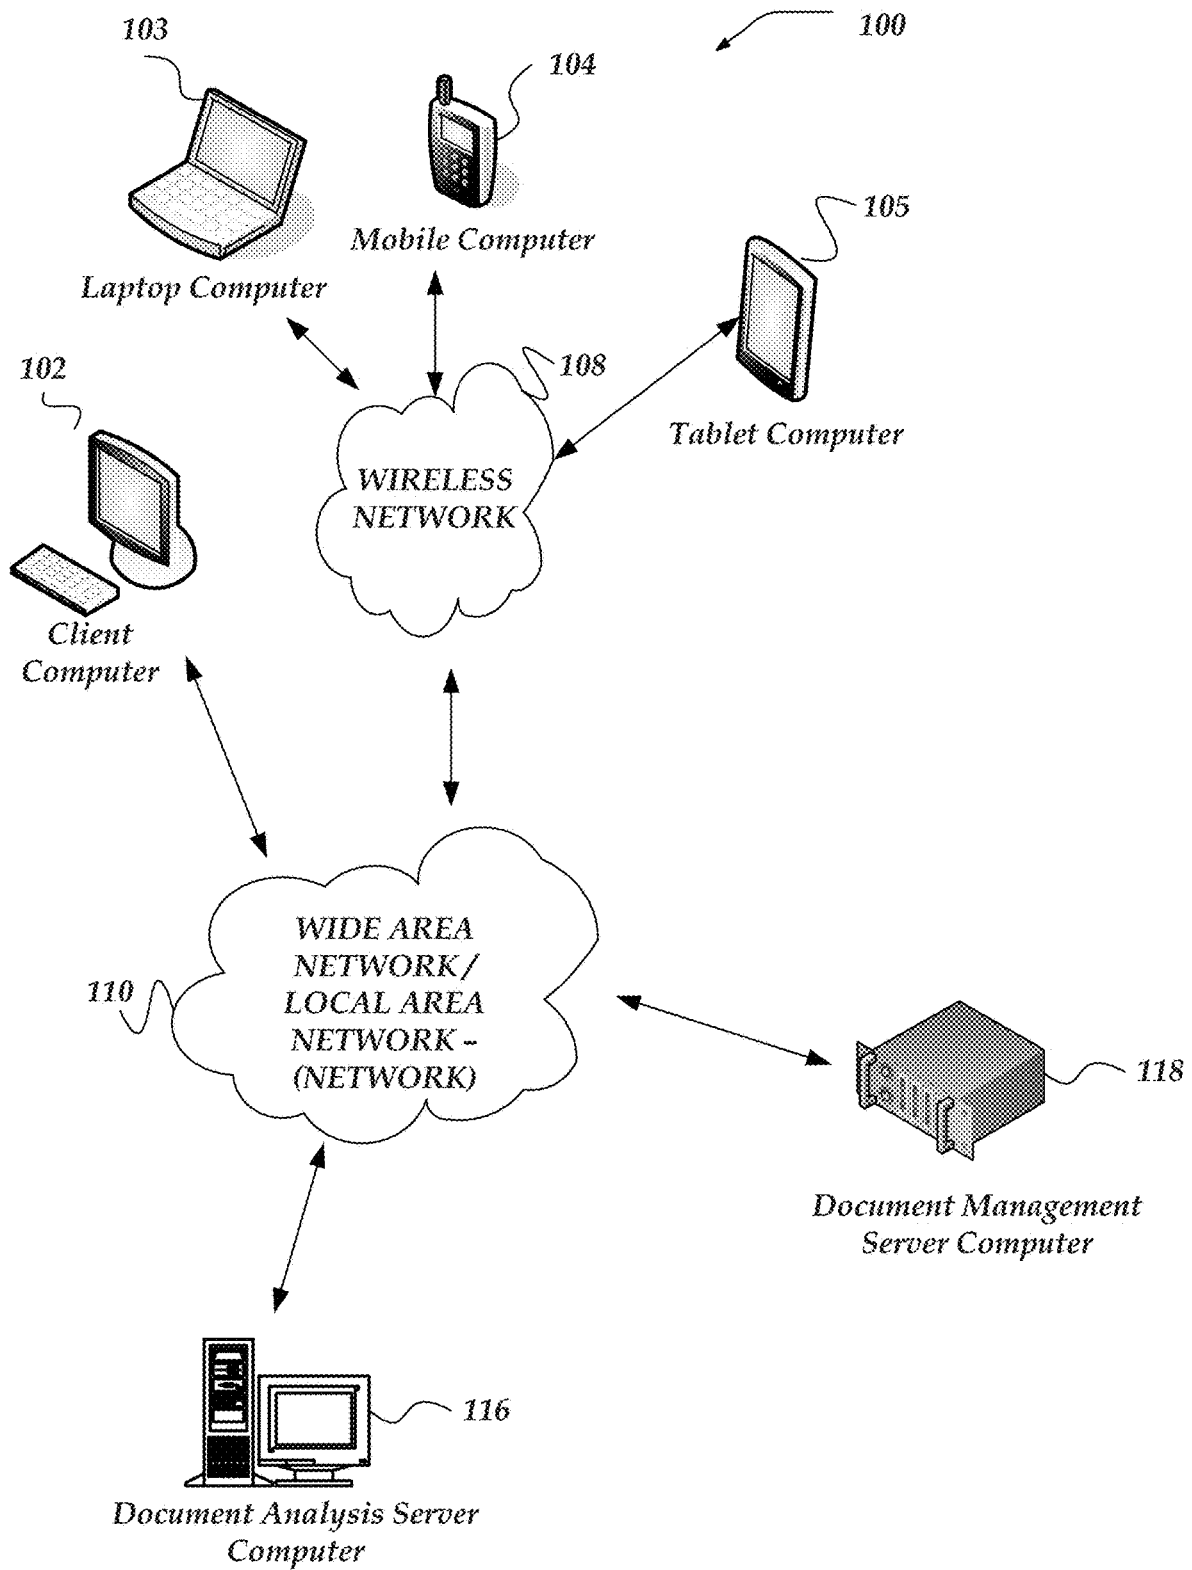 100
103
104
Mobile Computer
105
Laptop Computer
102
108
Tablet Computer
WIRELESS
NETWORK
Client
Computer
WIDE AREA
NETWORK /
LOCAL AREA
NETWORK –
(NETWORK)
110
118
Document Management
Server Computer
116
Document Analysis Server
Computer